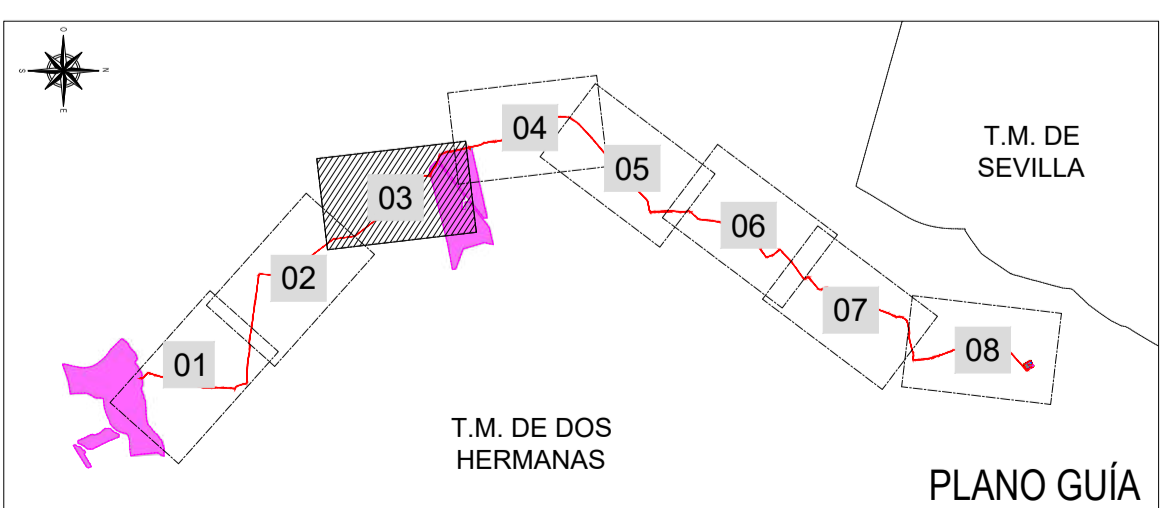 O
S
N
E
04
T.M. DE
SEVILLA
05
03
06
02
07
08
01
T.M. DE DOS
HERMANAS
PLANO GUÍA